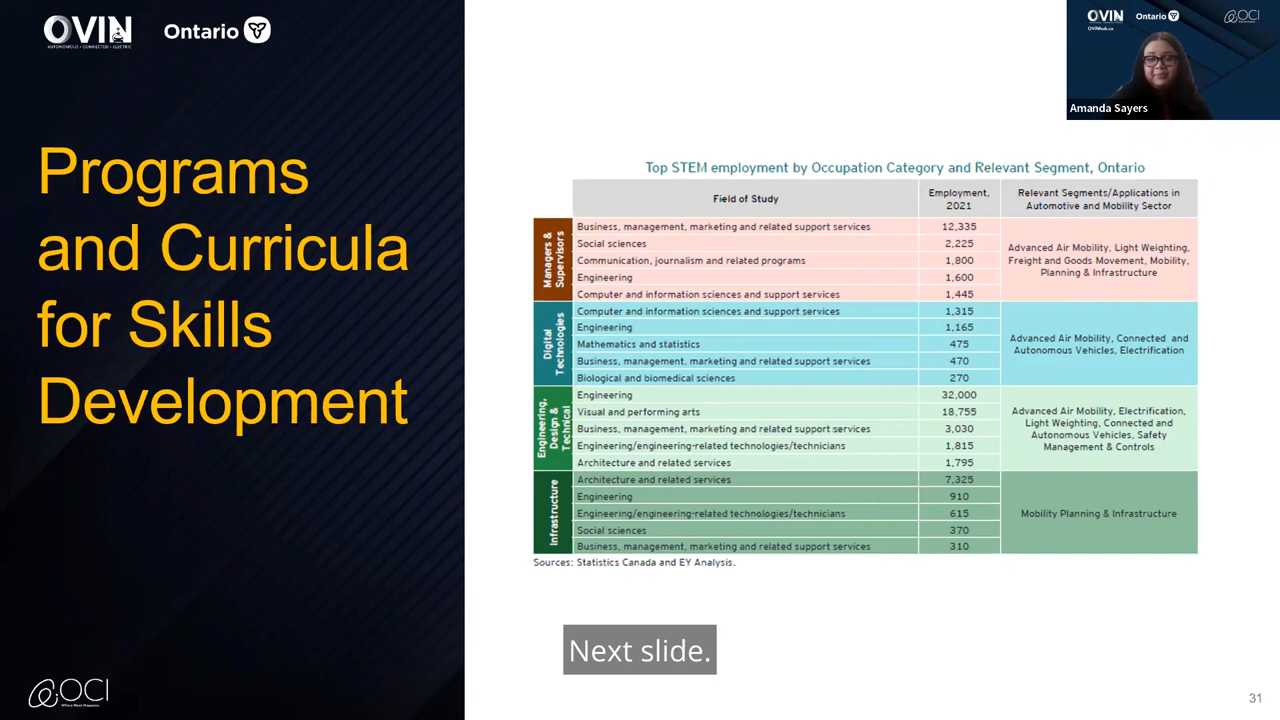 OVIN
AUTONOMOUS • CONNECTED • ELECTRIC
Ontario
Programs
and Curricula
for Skills
Development
OCI
Where Next Happens
OVIN
Ontario
OCI
OVINhub.ca
Amanda Sayers
Top STEM employment by Occupation Category and Relevant Segment, Ontario
Field of Study
Employment,
2021
Relevant Segments/Applications in
Automotive and Mobility Sector
Managers &
Supervisors
Business, management, marketing and related support services 12,335
Social sciences 2,225
Communication, journalism and related programs 1,800
Engineering 1,600
Computer and information sciences and support services 1,445
Advanced Air Mobility, Light Weighting,
Freight and Goods Movement, Mobility,
Planning & Infrastructure
Digital
Technologies
Computer and information sciences and support services 1,315
Engineering 1,165
Mathematics and statistics 475
Business, management, marketing and related support services 470
Biological and biomedical sciences 270
Advanced Air Mobility, Connected and
Autonomous Vehicles, Electrification
Engineering,
Design &
Technical
Engineering 32,000
Visual and performing arts 18,755
Business, management, marketing and related support services 3,030
Engineering/engineering-related technologies/technicians 1,815
Architecture and related services 1,795
Advanced Air Mobility, Electrification,
Light Weighting, Connected and
Autonomous Vehicles, Safety
Management & Controls
Infrastructure
Architecture and related services 7,325
Engineering 910
Engineering/engineering-related technologies/technicians 615
Social sciences 370
Business, management, marketing and related support services 310
Mobility Planning & Infrastructure
Sources: Statistics Canada and EY Analysis.
Next slide.
31